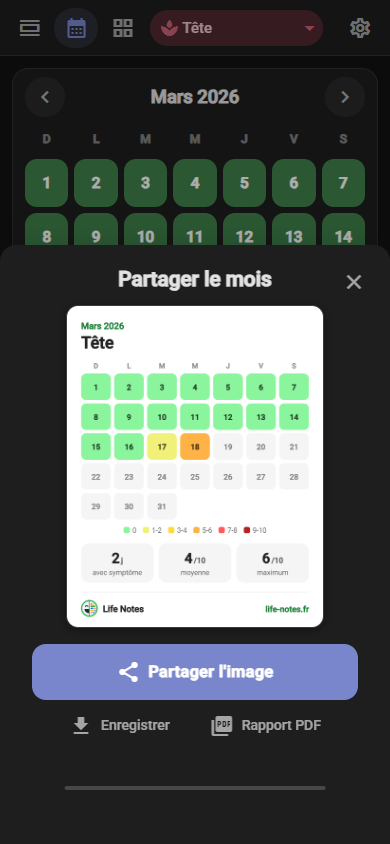 Tête
Mars 2026
D L M M J V S
1 2 3 4 5 6 7
8 9 10 11 12 13 14
Partager le mois
Mars 2026
Tête
D L M M J V S
1 2 3 4 5 6 7
8 9 10 11 12 13 14
15 16 17 18 19 20 21
22 23 24 25 26 27 28
29 30 31
0 1-2 3-4 5-6 7-8 9-10
2 j 4 /10 6 /10
avec symptôme moyenne maximum
Life Notes life-notes.fr
Partager l'image
Enregistrer PDF Rapport PDF